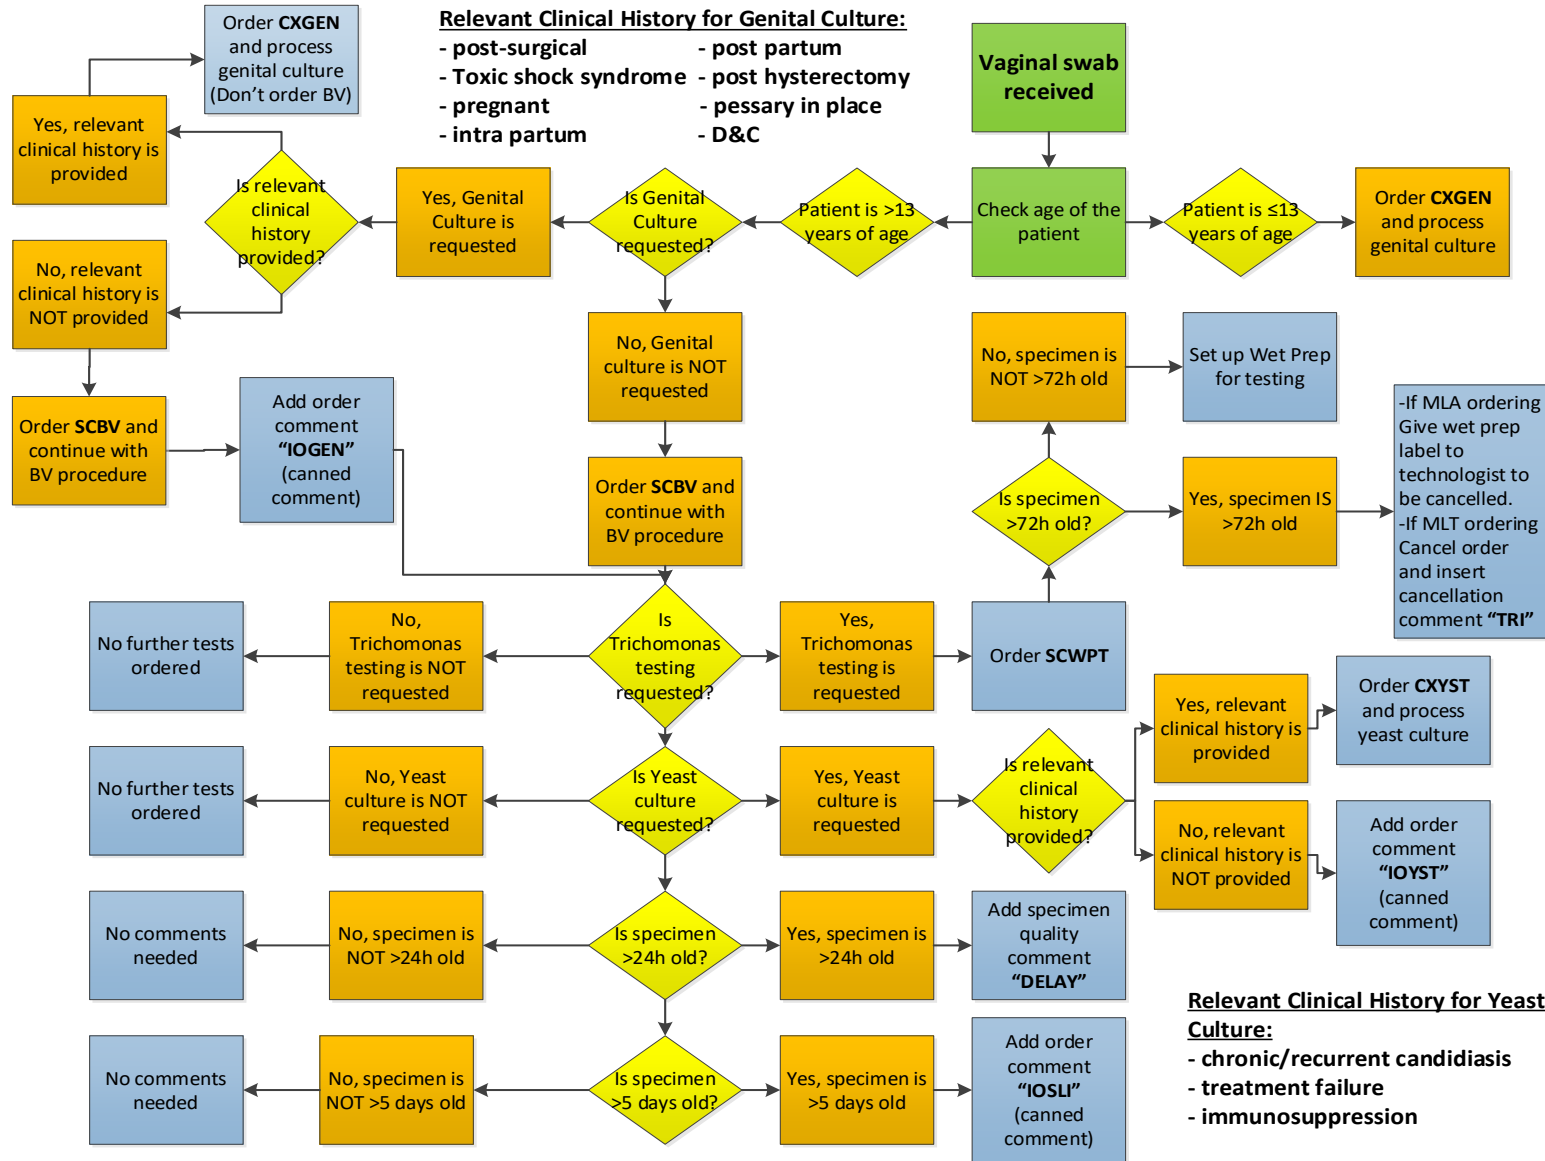 Order CXGEN
and process
genital culture
(Don't order BV)
Relevant Clinical History for Genital Culture:
- post-surgical
- Toxic shock syndrome
- pregnant
- intra partum
- post partum
- post hysterectomy
- pessary in place
- D&C
Vaginal swab
received
Yes, relevant
clinical history is
provided
Is relevant
clinical
history
provided?
Yes, Genital
Culture is
requested
Is Genital
Culture
requested?
Patient is >13
years of age
Check age of the
patient
Patient is ≤13
years of age
Order CXGEN
and process
genital culture
No, relevant
clinical history is
NOT provided
No, Genital
culture is NOT
requested
No, specimen is
NOT >72h old
Set up Wet Prep
for testing
Order SCBV and
continue with
BV procedure
Add order
comment
“IOGEN”
(canned
comment)
Order SCBV and
continue with
BV procedure
Is specimen
>72h old?
Yes, specimen IS
>72h old
-If MLA ordering
Give wet prep
label to
technologist to
be cancelled.
-If MLT ordering
Cancel order
and insert
cancellation
comment “TRI”
No further tests
ordered
No,
Trichomonas
testing is NOT
requested
Is
Trichomonas
testing
requested?
Yes,
Trichomonas
testing is
requested
Order SCWPT
Yes, relevant
clinical history is
provided
Order CXYST
and process
yeast culture
No further tests
ordered
No, Yeast
culture is NOT
requested
Is Yeast
culture
requested?
Yes, Yeast
culture is
requested
Is relevant
clinical
history
provided?
No, relevant
clinical history is
NOT provided
Add order
comment
“IOYST”
(canned
comment)
No comments
needed
No, specimen is
NOT >24h old
Is specimen
>24h old?
Yes, specimen is
>24h old
Add specimen
quality
comment
“DELAY”
No comments
needed
No, specimen is
NOT >5 days old
Is specimen
>5 days old?
Yes, specimen is
>5 days old
Add order
comment
“IOSLI”
(canned
comment)
Relevant Clinical History for Yeast
Culture:
- chronic/recurrent candidiasis
- treatment failure
- immunosuppression